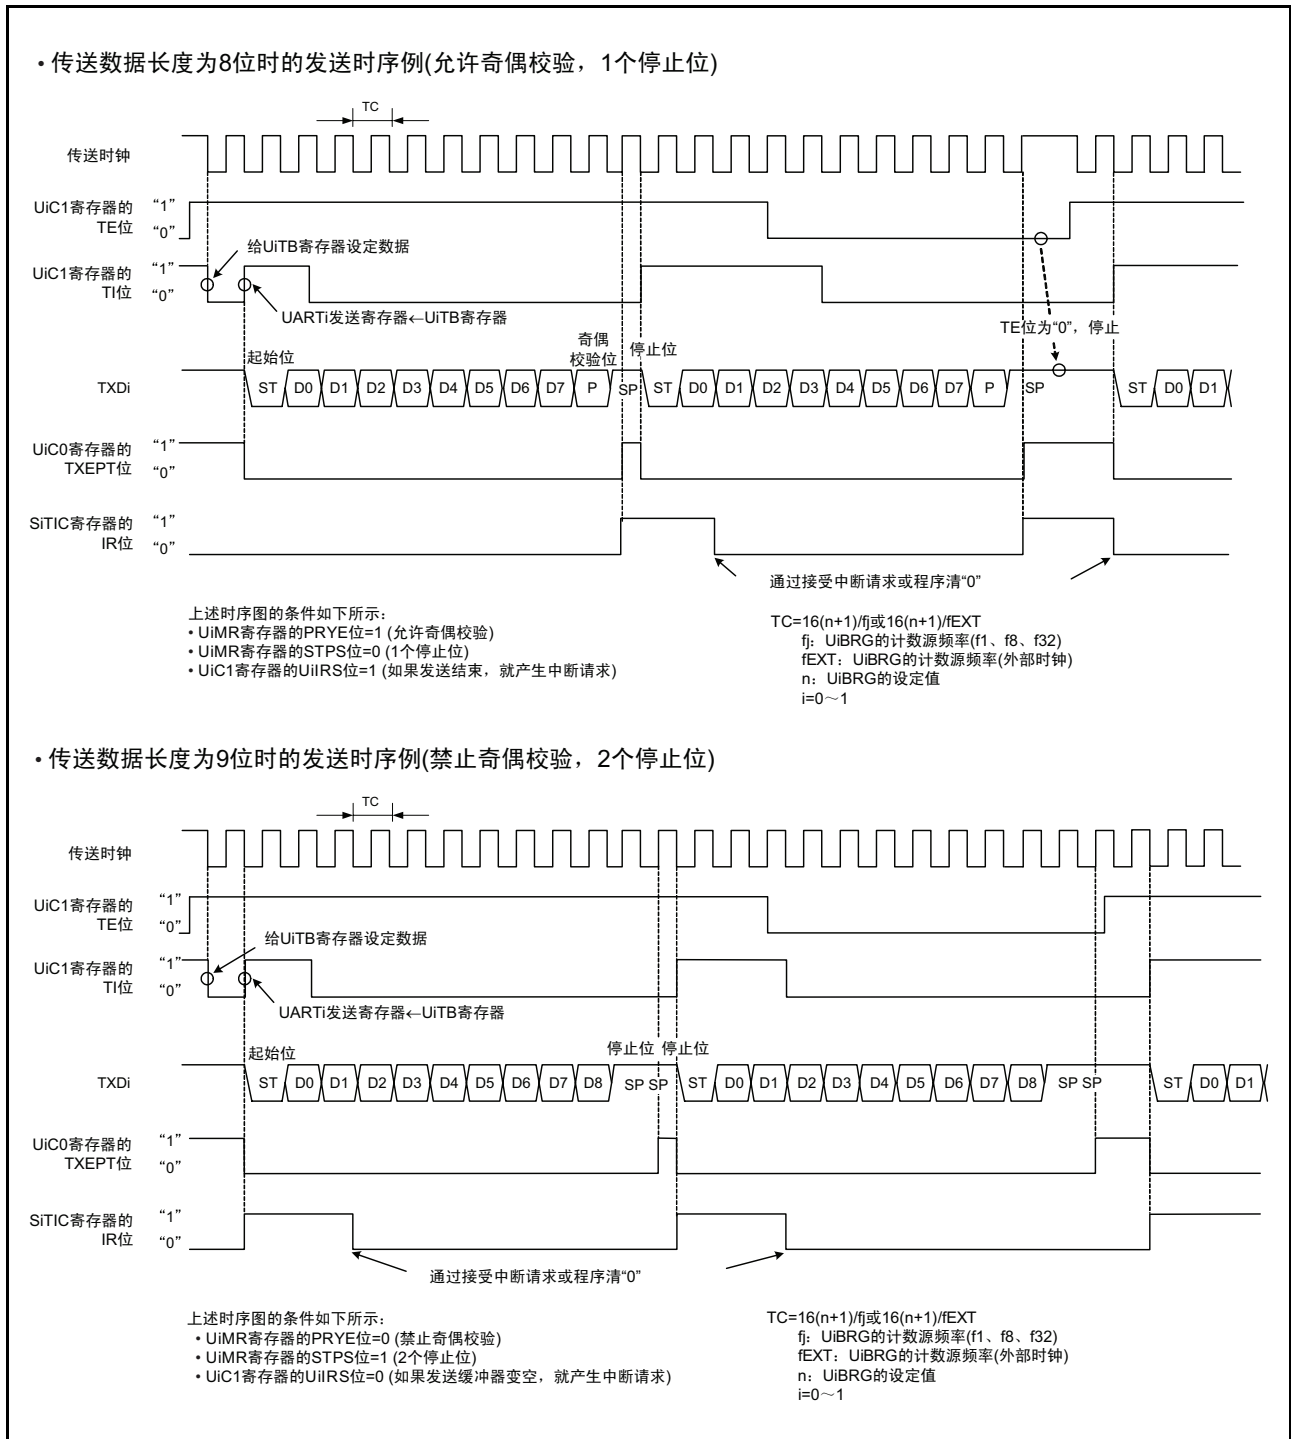 • 传送数据长度为8位时的发送时序例(允许奇偶校验，1个停止位)
TC
传送时钟
UiC1寄存器的
TE位
“1”
“0”
给UiTB寄存器设定数据
UiC1寄存器的
TI位
“1”
“0”
UARTi发送寄存器←UiTB寄存器
TE位为“0”，停止
起始位
奇偶
校验位
停止位
TXDi
ST D0 D1 D2 D3 D4 D5 D6 D7 P SP ST D0 D1 D2 D3 D4 D5 D6 D7 P SP ST D0 D1
UiC0寄存器的
TXEPT位
“1”
“0”
SiTIC寄存器的
IR位
“1”
“0”
通过接受中断请求或程序清“0”
上述时序图的条件如下所示：
• UiMR寄存器的PRYE位=1 (允许奇偶校验)
• UiMR寄存器的STPS位=0 (1个停止位)
• UiC1寄存器的UiIRS位=1 (如果发送结束，就产生中断请求)
TC=16(n+1)/fj或16(n+1)/fEXT
fj：UiBRG的计数源频率(f1、f8、f32)
fEXT：UiBRG的计数源频率(外部时钟)
n：UiBRG的设定值
i=0～1
• 传送数据长度为9位时的发送时序例(禁止奇偶校验，2个停止位)
TC
传送时钟
UiC1寄存器的
TE位
“1”
“0”
给UiTB寄存器设定数据
UiC1寄存器的
TI位
“1”
“0”
UARTi发送寄存器←UiTB寄存器
起始位
停止位 停止位
TXDi
ST D0 D1 D2 D3 D4 D5 D6 D7 D8 SP SP ST D0 D1 D2 D3 D4 D5 D6 D7 D8 SP SP ST D0 D1
UiC0寄存器的
TXEPT位
“1”
“0”
SiTIC寄存器的
IR位
“1”
“0”
通过接受中断请求或程序清“0”
上述时序图的条件如下所示：
• UiMR寄存器的PRYE位=0 (禁止奇偶校验)
• UiMR寄存器的STPS位=1 (2个停止位)
• UiC1寄存器的UiIRS位=0 (如果发送缓冲器变空，就产生中断请求)
TC=16(n+1)/fj或16(n+1)/fEXT
fj：UiBRG的计数源频率(f1、f8、f32)
fEXT：UiBRG的计数源频率(外部时钟)
n：UiBRG的设定值
i=0～1